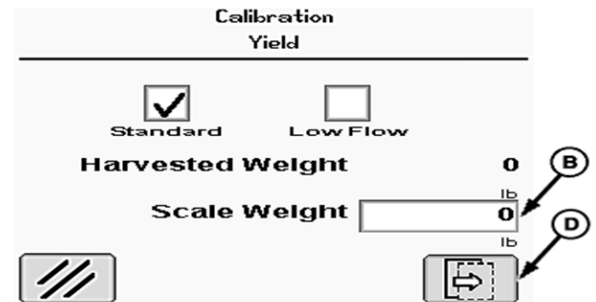 Calibration
Yield
Standard Low Flow
Harvested Weight 0
lb
Scale Weight 0
lb
B
D